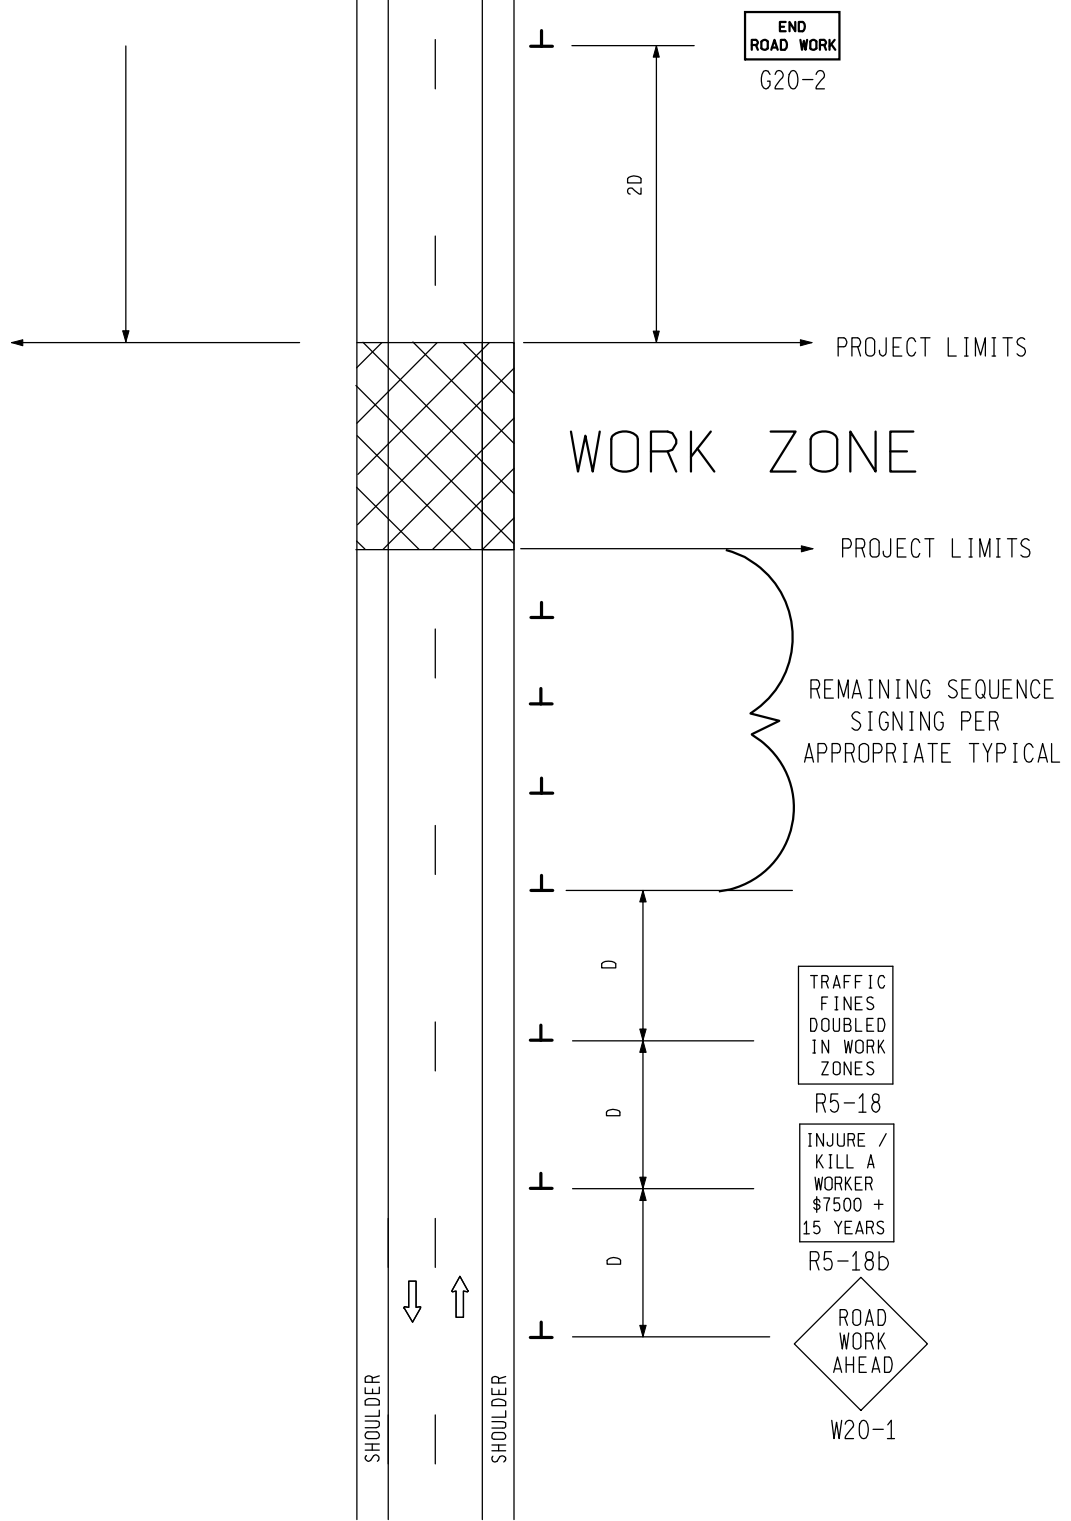 END
ROAD WORK
G20-2
2D
PROJECT LIMITS
WORK ZONE
PROJECT LIMITS
REMAINING SEQUENCE
SIGNING PER
APPROPRIATE TYPICAL
D
TRAFFIC
FINES
DOUBLED
IN WORK
ZONES
R5-18
D
INJURE /
KILL A
WORKER
$7500 +
15 YEARS
R5-18b
D
ROAD
WORK
AHEAD
W20-1
SHOULDER
SHOULDER